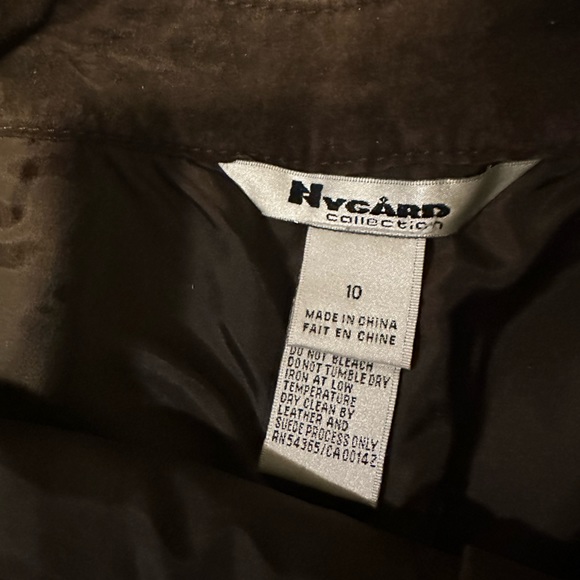 NYGÅRD
collection
10
MADE IN CHINA
FAIT EN CHINE
DO NOT BLEACH
DO NOT TUMBLE DRY
IRON AT LOW
TEMPERATURE
DRY CLEAN BY
LEATHER AND
SUEDE PROCESS ONLY
RN54365/CA00142